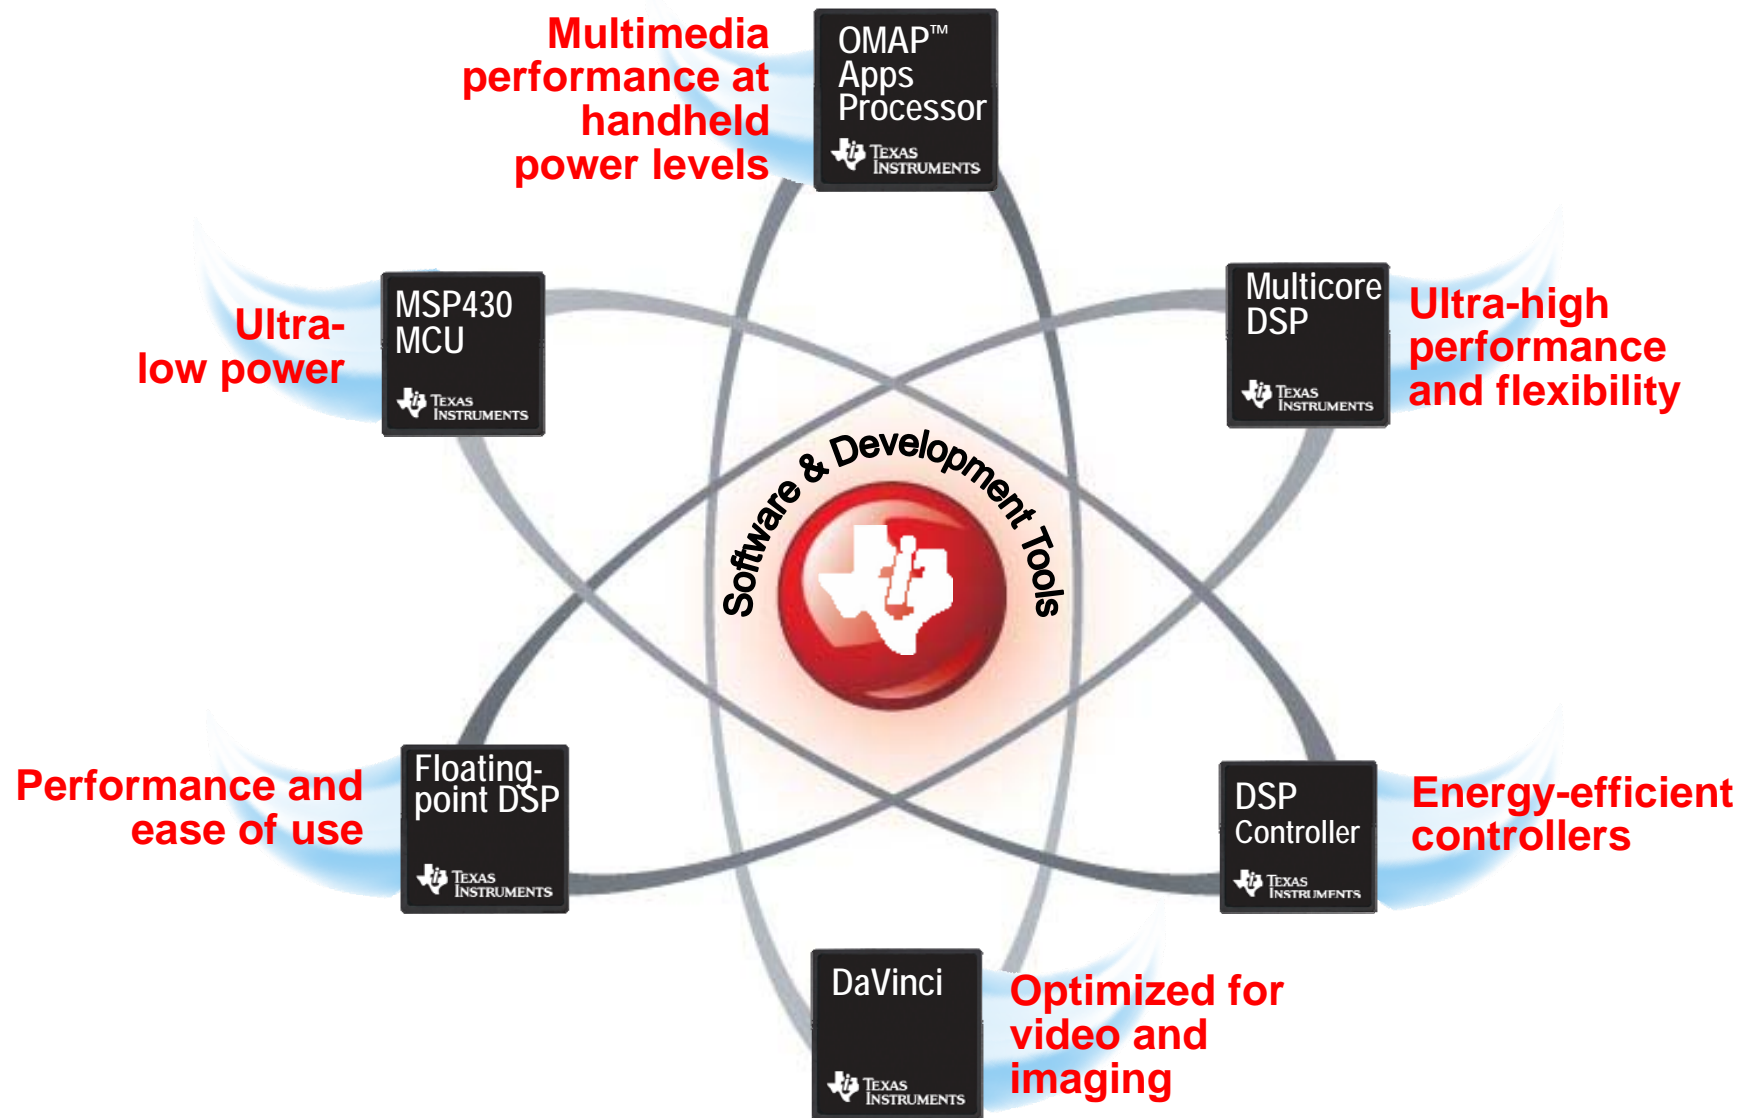 Multimedia
performance at
handheld
power levels
OMAP™
Apps
Processor
TEXAS
INSTRUMENTS
Ultra-
low power
MSP430
MCU
TEXAS
INSTRUMENTS
Multicore
DSP
TEXAS
INSTRUMENTS
Ultra-high
performance
and flexibility
Software & Development Tools
Performance and
ease of use
Floating-
point DSP
TEXAS
INSTRUMENTS
DSP
Controller
TEXAS
INSTRUMENTS
Energy-efficient
controllers
DaVinci
TEXAS
INSTRUMENTS
Optimized for
video and
imaging